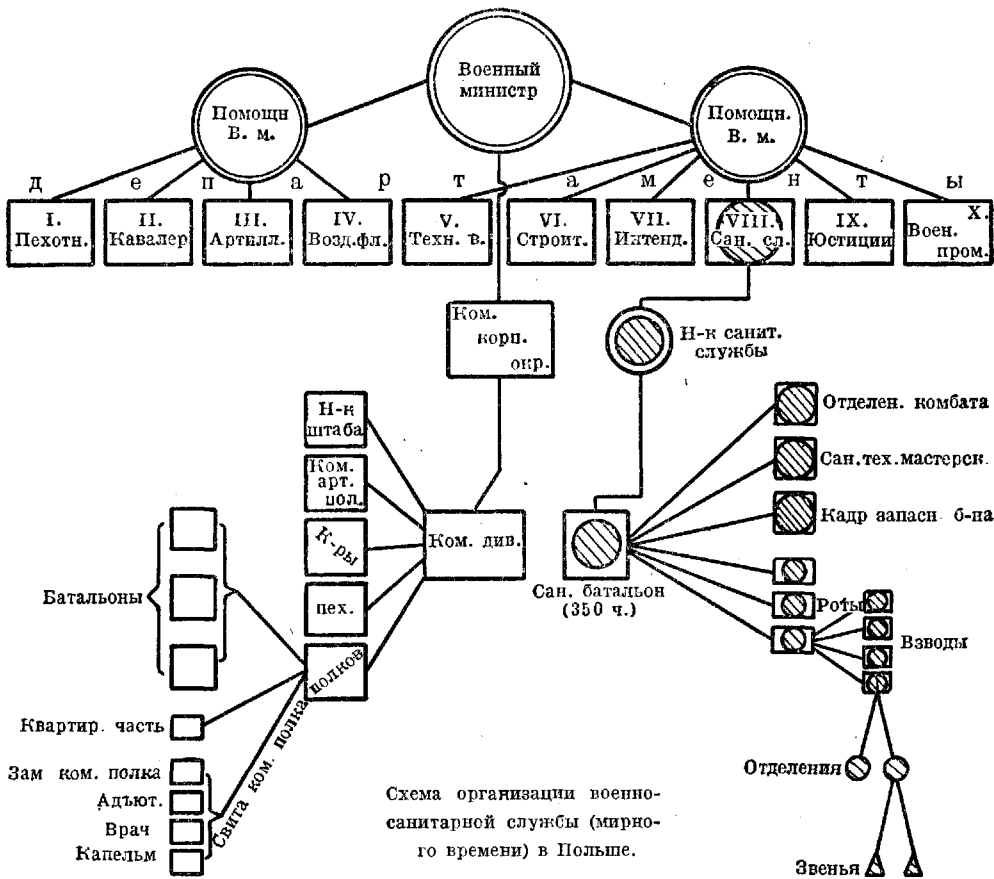 Военный
министр
Помощн
В. м.
Помощн.
В. м.
департаменты
I.
Пехотн.
II.
Кавалер
III.
Артилл.
IV.
Возд.фл.
V.
Техн. в.
VI.
Строит.
VII.
Интенд.
VIII.
Сан. сл.
IX.
Юстиции
X.
Воен.
пром.
Ком.
корп.
окр.
Н-к санит.
службы
Н-к
штаба
Ком.
арт.
пол.
К-ры
пех.
полков
Ком. див.
Сан. батальон
(350 ч.)
Отделен. комбата
Сан.тех.мастерск.
Кадр запасн б-на
Роты
Взводы
Отделения
Звенья
Батальоны
Квартир. часть
Зам ком. полка
Адъют.
Врач
Капельм
Свита ком. полка
Схема организации военно-
санитарной службы (мирно-
го времени) в Польше.